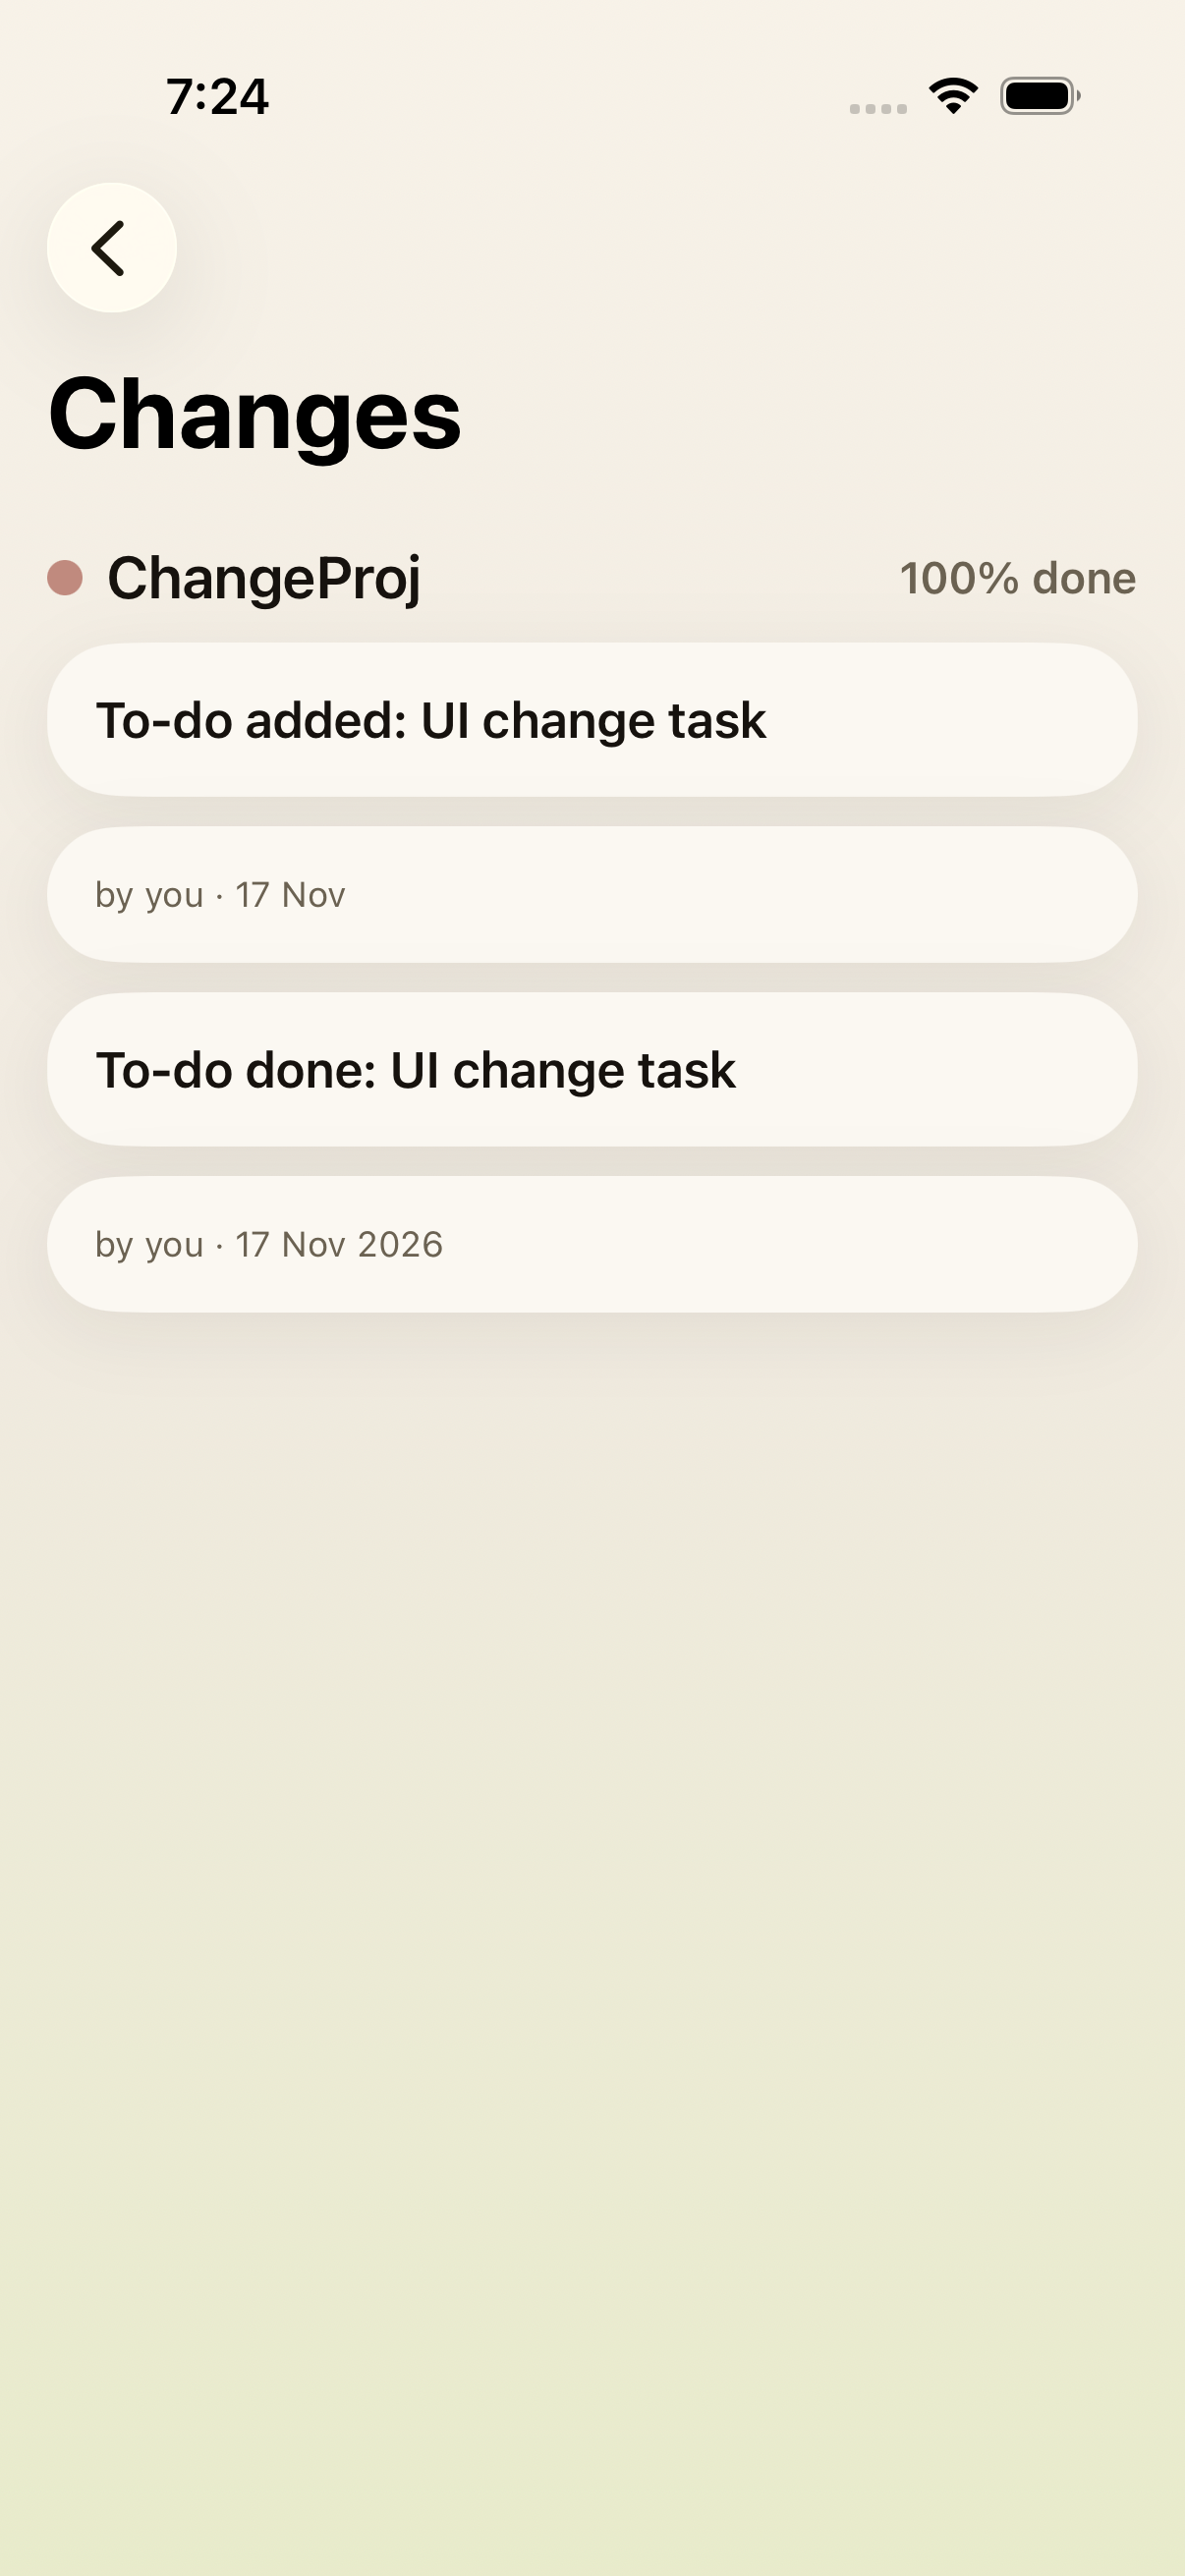 7:24
Changes
ChangeProj 100% done
To-do added: UI change task
by you · 17 Nov
To-do done: UI change task
by you · 17 Nov 2026